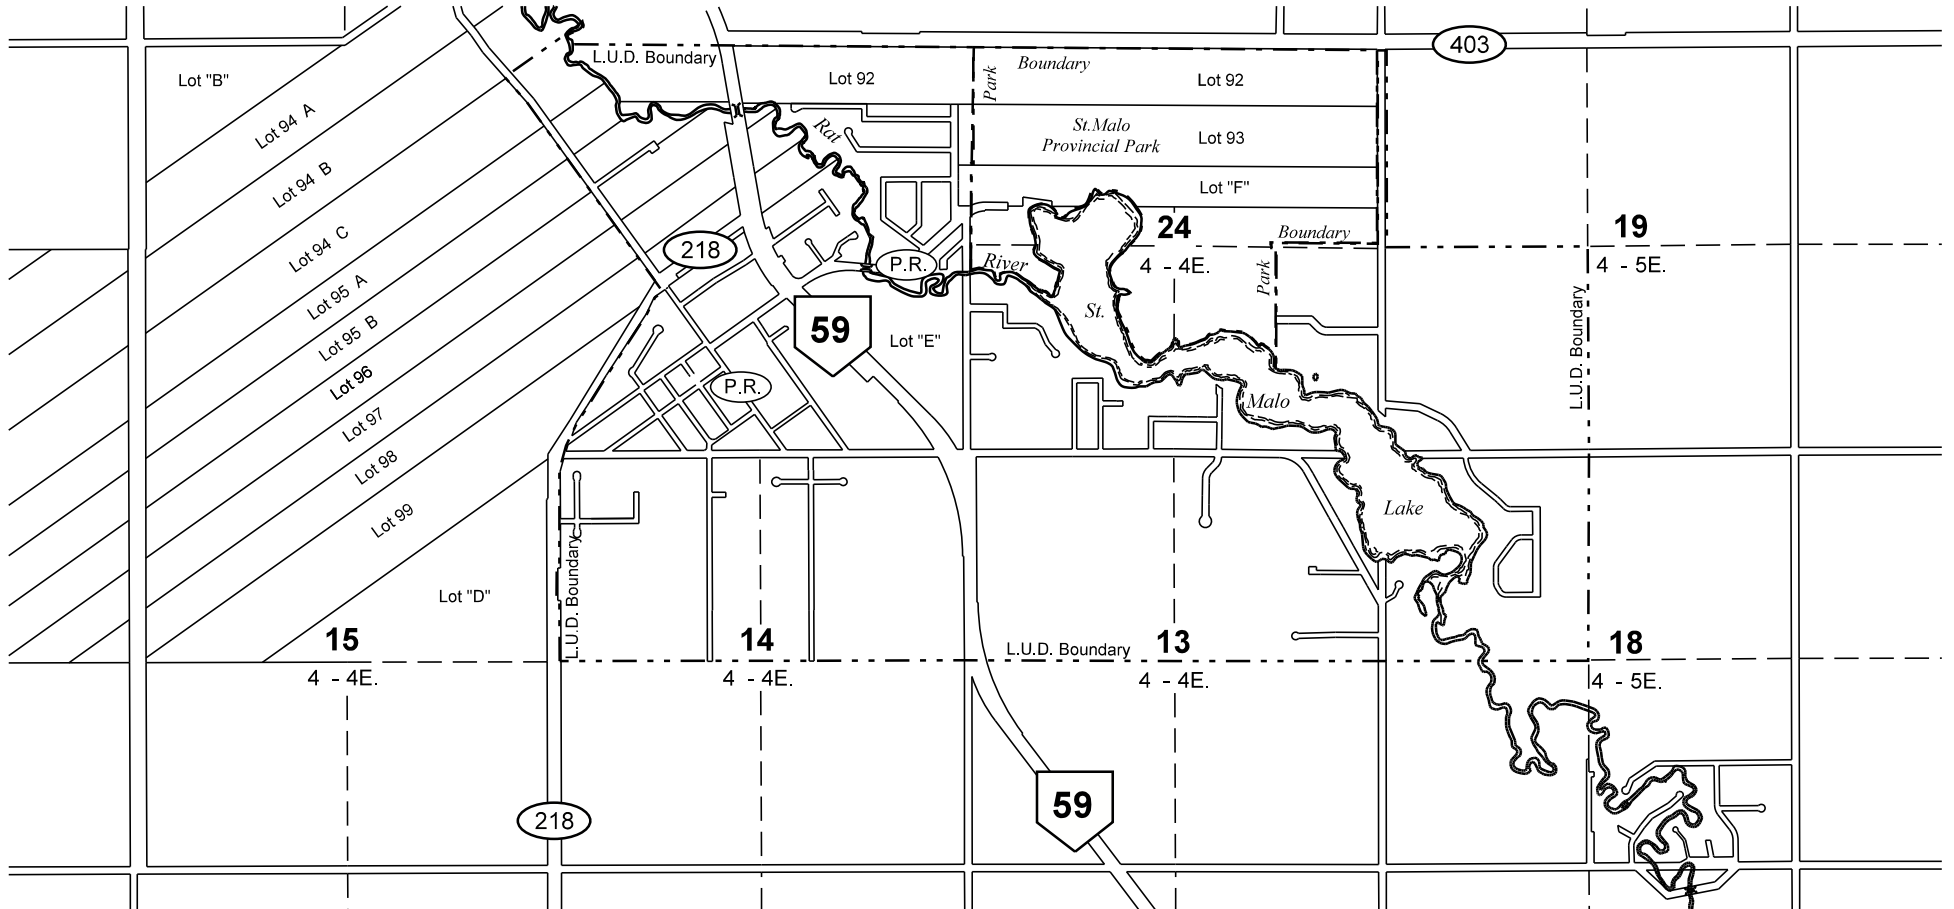 403
L.U.D. Boundary
Boundary
Park
Lot "B"
Lot 92
Lot 92
Lot 94 A
Rat
St.Malo
Provincial Park
Lot 93
Lot 94 B
Lot "F"
24
4 - 4E.
Boundary
19
4 - 5E.
Lot 94 C
218
P.R.
River
Park
Lot 95 A
St.
59
Lot 95 B
Lot "E"
L.U.D. Boundary
Lot 96
P.R.
Malo
Lot 97
Lot 98
Lake
Lot 99
L.U.D. Boundary
Lot "D"
15
4 - 4E.
14
4 - 4E.
L.U.D. Boundary
13
4 - 4E.
18
4 - 5E.
59
218